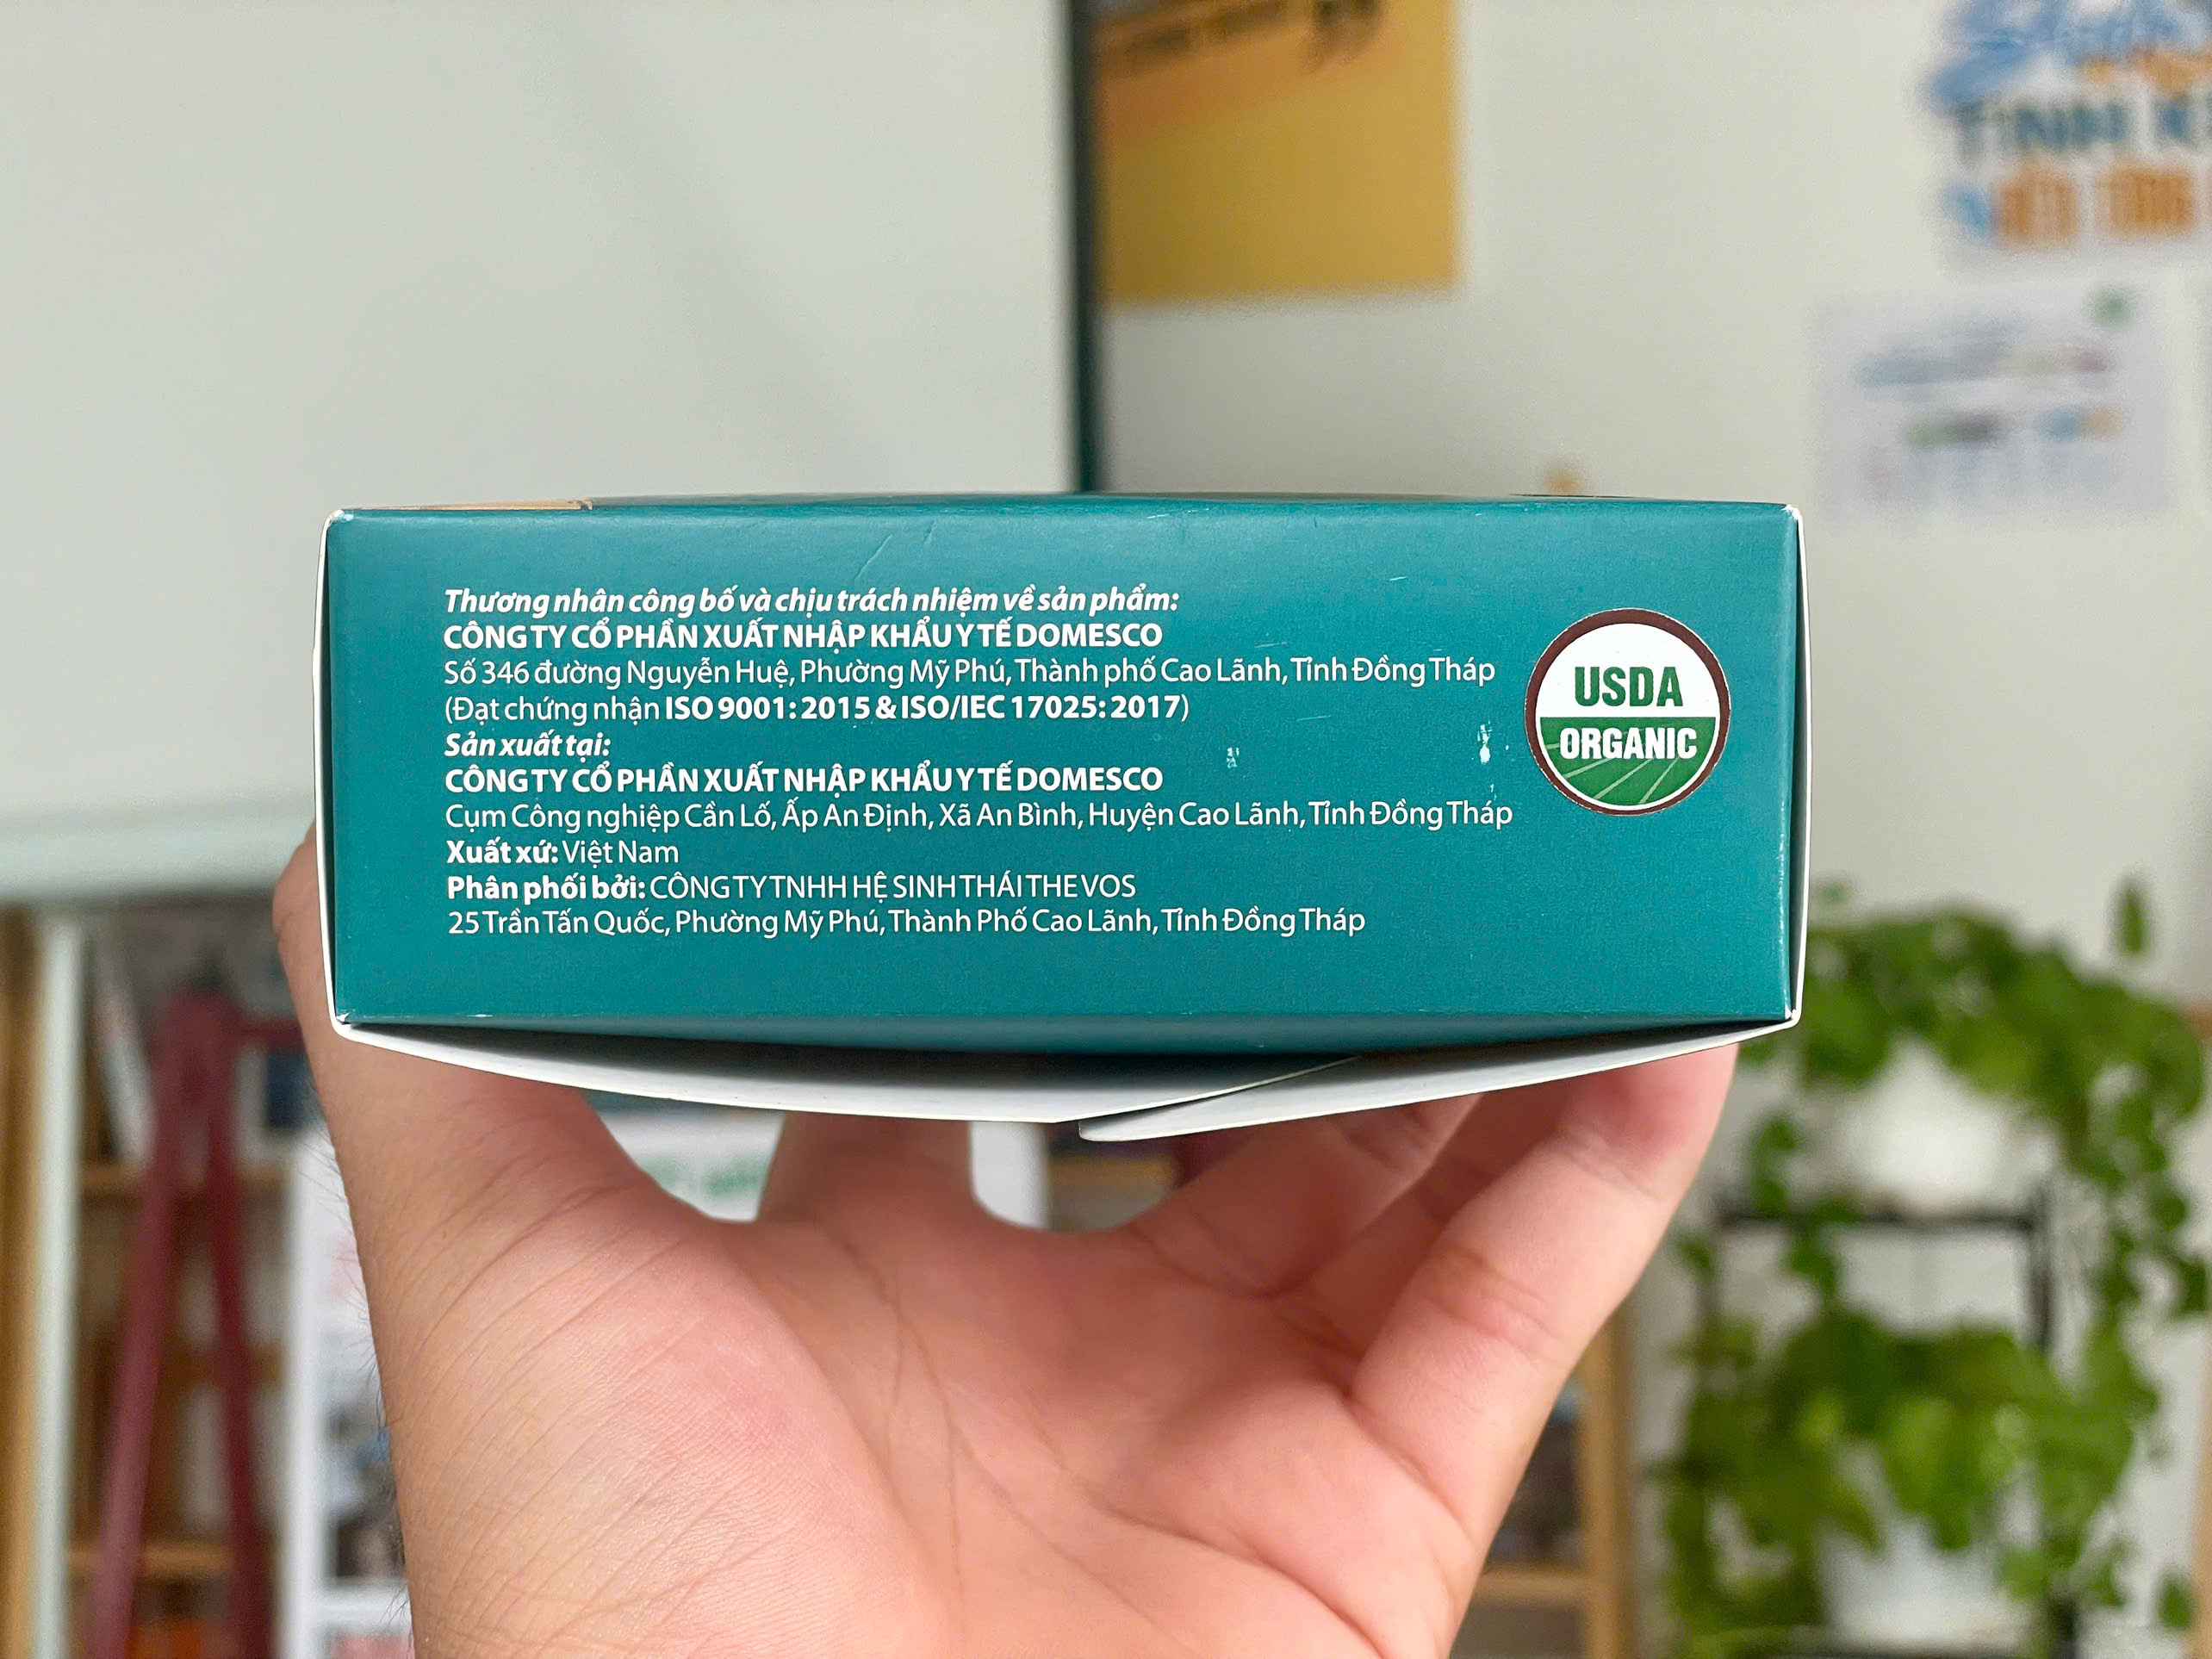 Thương nhân công bố và chịu trách nhiệm về sản phẩm:
CÔNG TY CỔ PHẦN XUẤT NHẬP KHẨU Y TẾ DOMESCO
Số 346 đường Nguyễn Huệ, Phường Mỹ Phú, Thành phố Cao Lãnh, Tỉnh Đồng Tháp
(Đạt chứng nhận ISO 9001: 2015 & ISO/IEC 17025: 2017)
Sản xuất tại:
CÔNG TY CỔ PHẦN XUẤT NHẬP KHẨU Y TẾ DOMESCO
Cụm Công nghiệp Cần Lố, Ấp An Định, Xã An Bình, Huyện Cao Lãnh, Tỉnh Đồng Tháp
Xuất xứ: Việt Nam
Phân phối bởi: CÔNG TY TNHH HỆ SINH THÁI THE VOS
25 Trần Tấn Quốc, Phường Mỹ Phú, Thành Phố Cao Lãnh, Tỉnh Đồng Tháp
USDA
ORGANIC